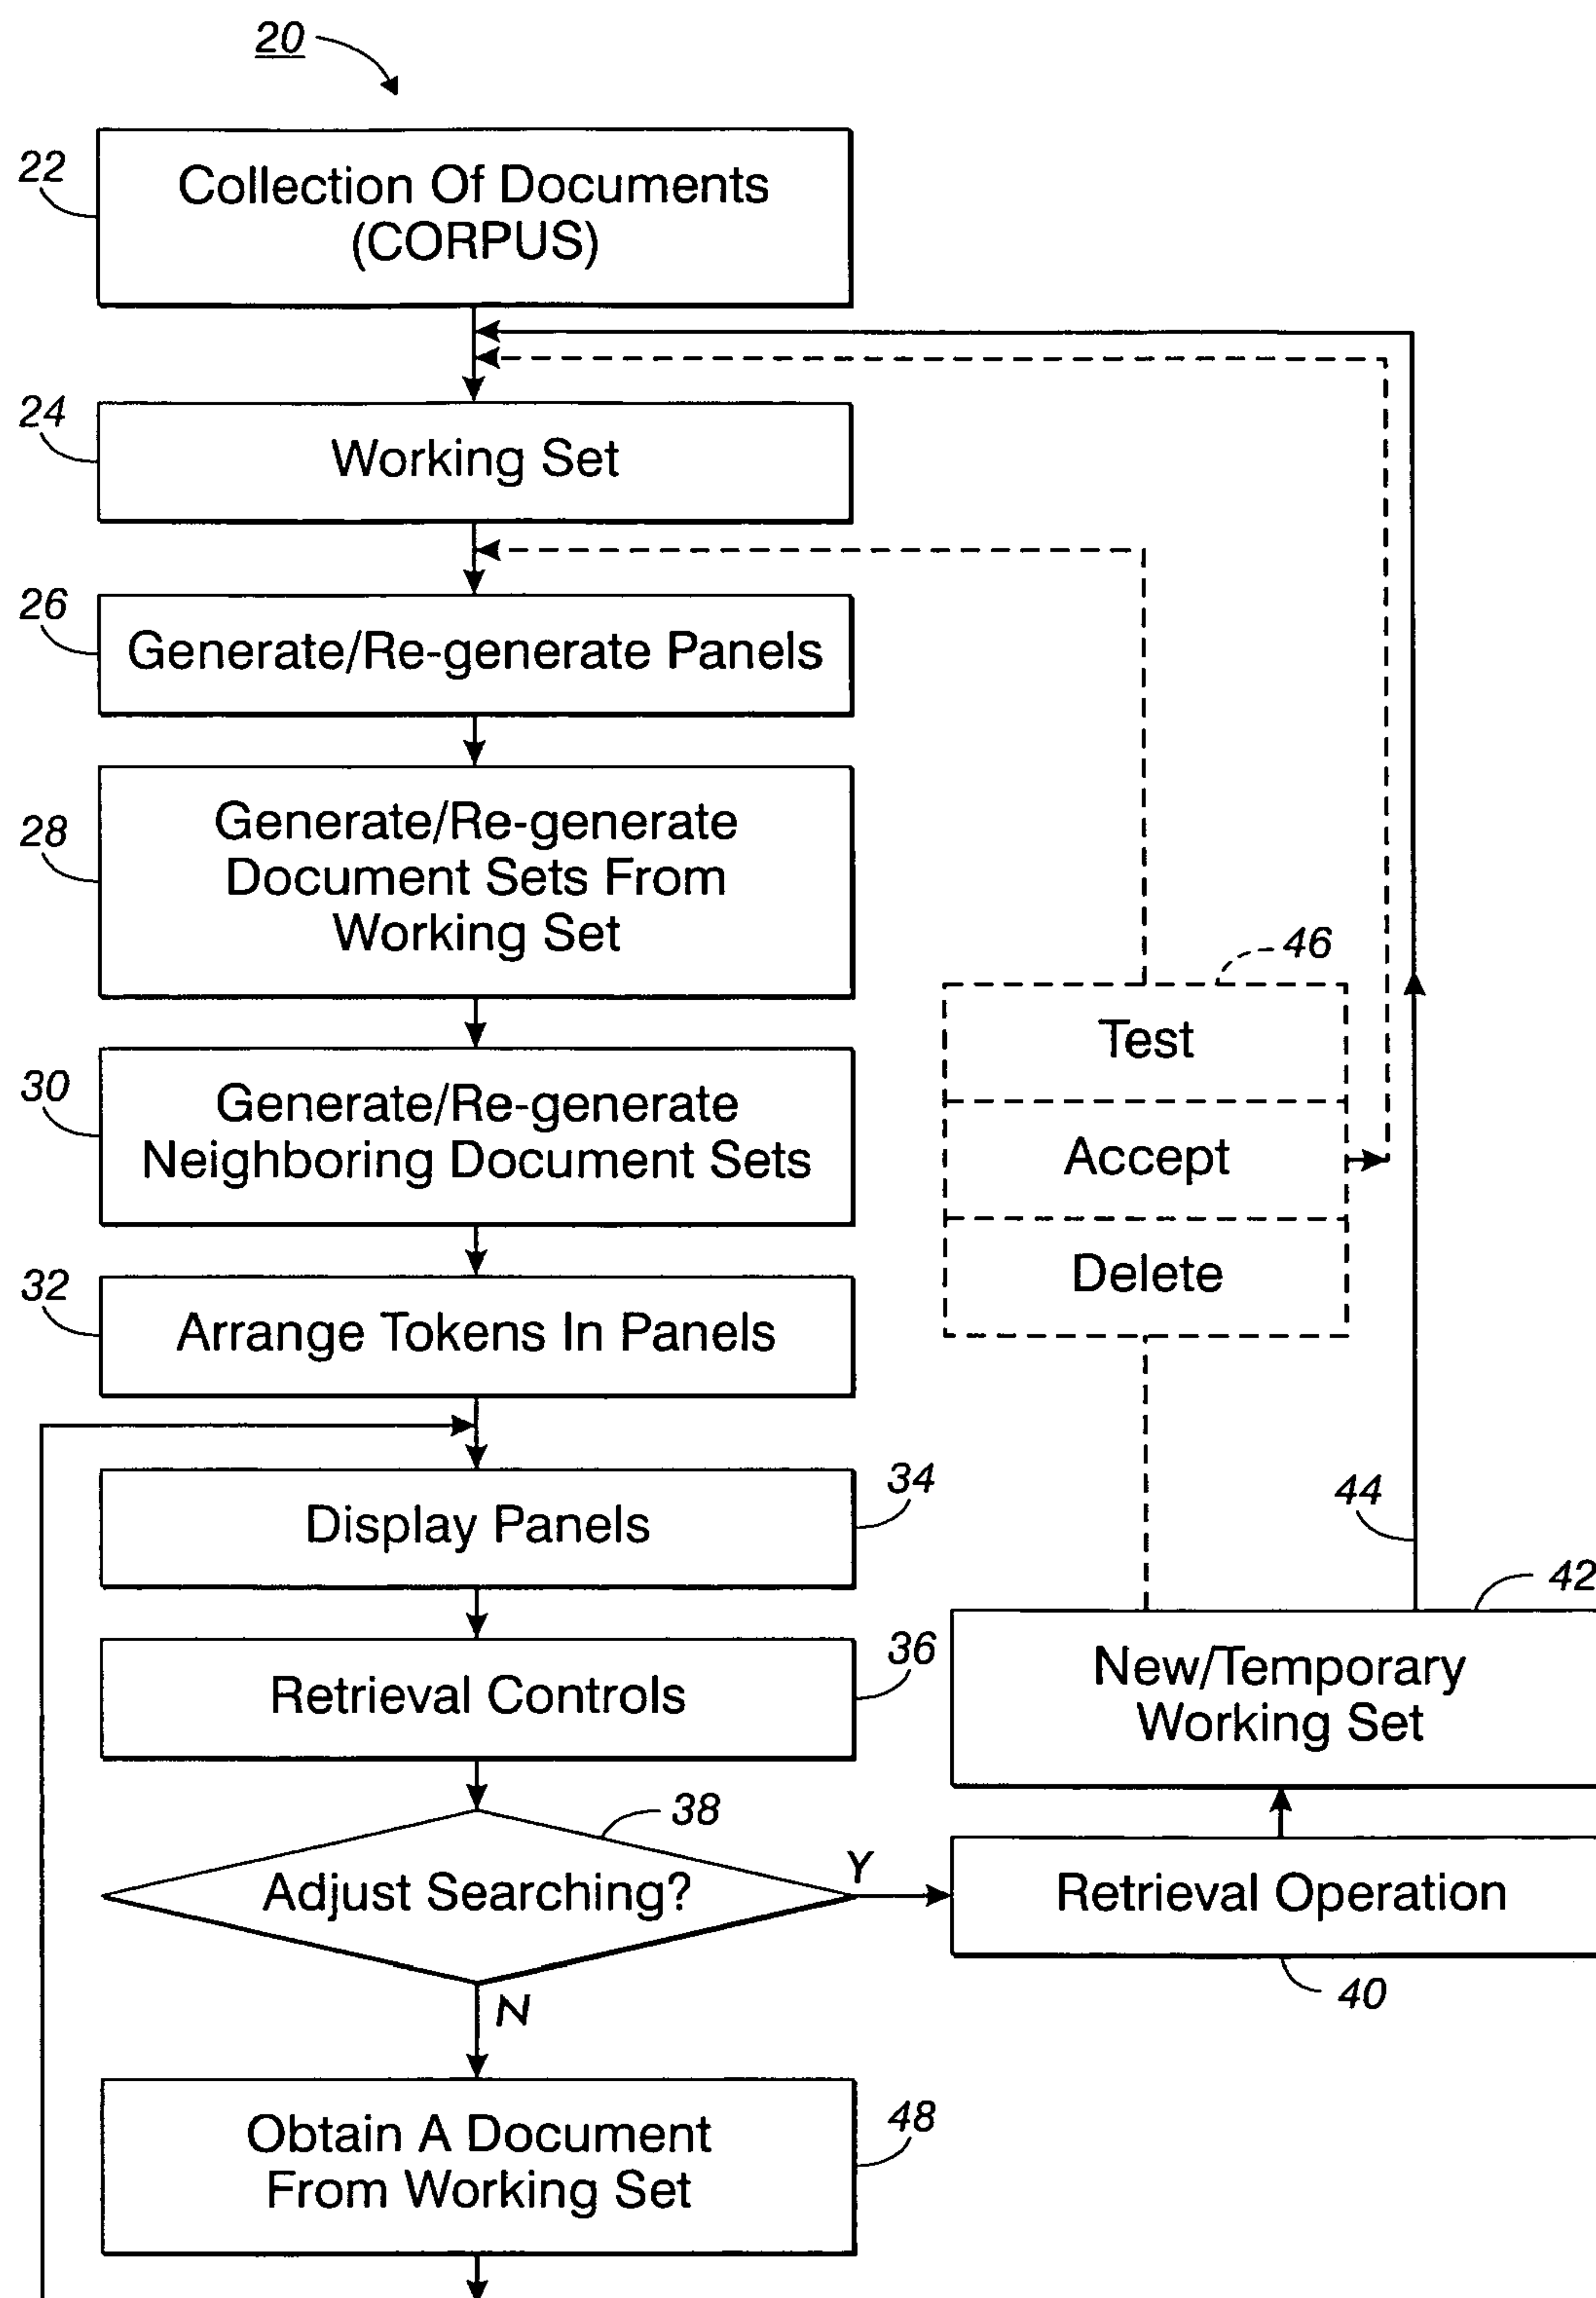 20
22
Collection Of Documents
(CORPUS)
24
Working Set
26
Generate/Re-generate Panels
28
Generate/Re-generate
Document Sets From
Working Set
46
Test
30
Generate/Re-generate
Neighboring Document Sets
Accept
32
Arrange Tokens In Panels
Delete
34
Display Panels
44
42
36
Retrieval Controls
New/Temporary
Working Set
38
Adjust Searching?
Y
Retrieval Operation
40
N
48
Obtain A Document
From Working Set